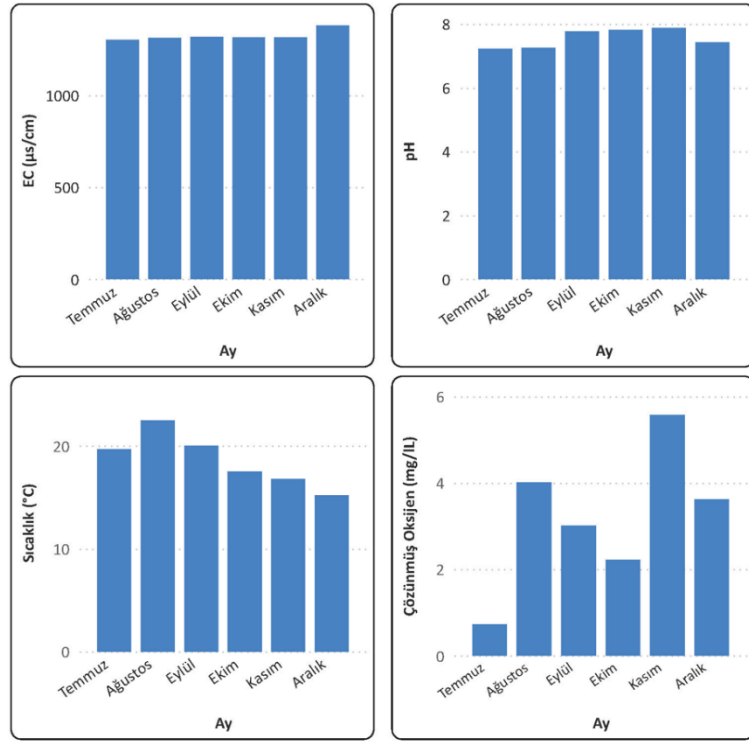 EC (µs/cm)
1000
500
0
Temmuz
Ağustos
Eylül
Ekim
Kasım
Aralık
Ay
pH
8
6
4
2
0
Temmuz
Ağustos
Eylül
Ekim
Kasım
Aralık
Ay
Sıcaklık (°C)
20
10
0
Temmuz
Ağustos
Eylül
Ekim
Kasım
Aralık
Ay
Çözünmüş Oksijen (mg/lL)
6
4
2
0
Temmuz
Ağustos
Eylül
Ekim
Kasım
Aralık
Ay